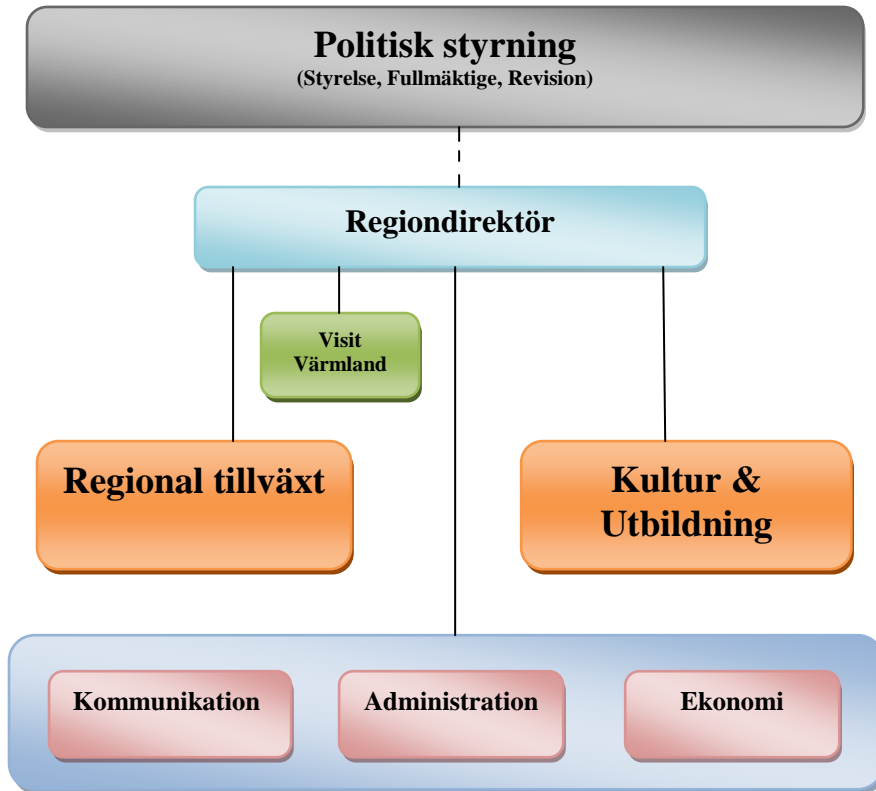 Politisk styrning
(Styrelse, Fullmäktige, Revision)
Regiondirektör
Visit
Värmland
Regional tillväxt
Kultur &
Utbildning
Kommunikation
Administration
Ekonomi